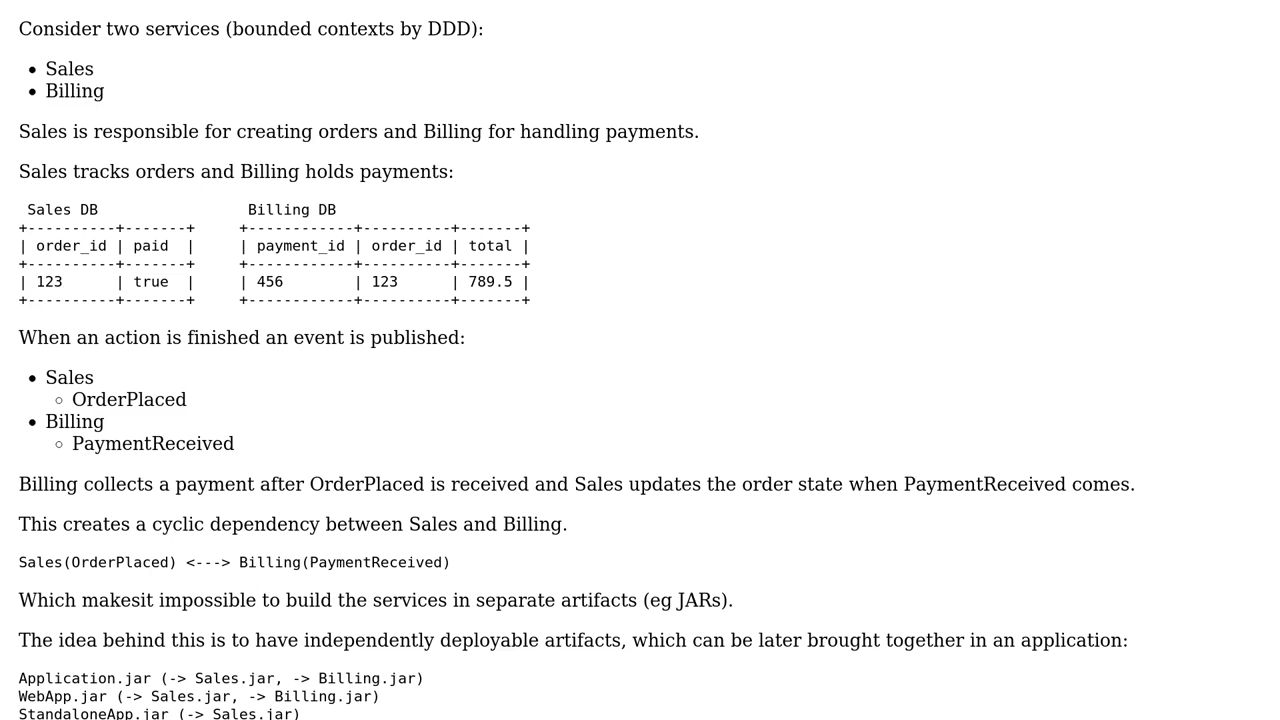 Consider two services (bounded contexts by DDD):
• Sales
• Billing
Sales is responsible for creating orders and Billing for handling payments.
Sales tracks orders and Billing holds payments:
 Sales DB                 Billing DB
+----------+-------+     +------------+----------+-------+
| order_id | paid  |     | payment_id | order_id | total |
+----------+-------+     +------------+----------+-------+
| 123      | true  |     | 456        | 123      | 789.5 |
+----------+-------+     +------------+----------+-------+
When an action is finished an event is published:
• Sales
◦ OrderPlaced
• Billing
◦ PaymentReceived
Billing collects a payment after OrderPlaced is received and Sales updates the order state when PaymentReceived comes.
This creates a cyclic dependency between Sales and Billing.
Sales(OrderPlaced) <---> Billing(PaymentReceived)
Which makesit impossible to build the services in separate artifacts (eg JARs).
The idea behind this is to have independently deployable artifacts, which can be later brought together in an application:
Application.jar (-> Sales.jar, -> Billing.jar)
WebApp.jar (-> Sales.jar, -> Billing.jar)
StandaloneApp.jar (-> Sales.jar)